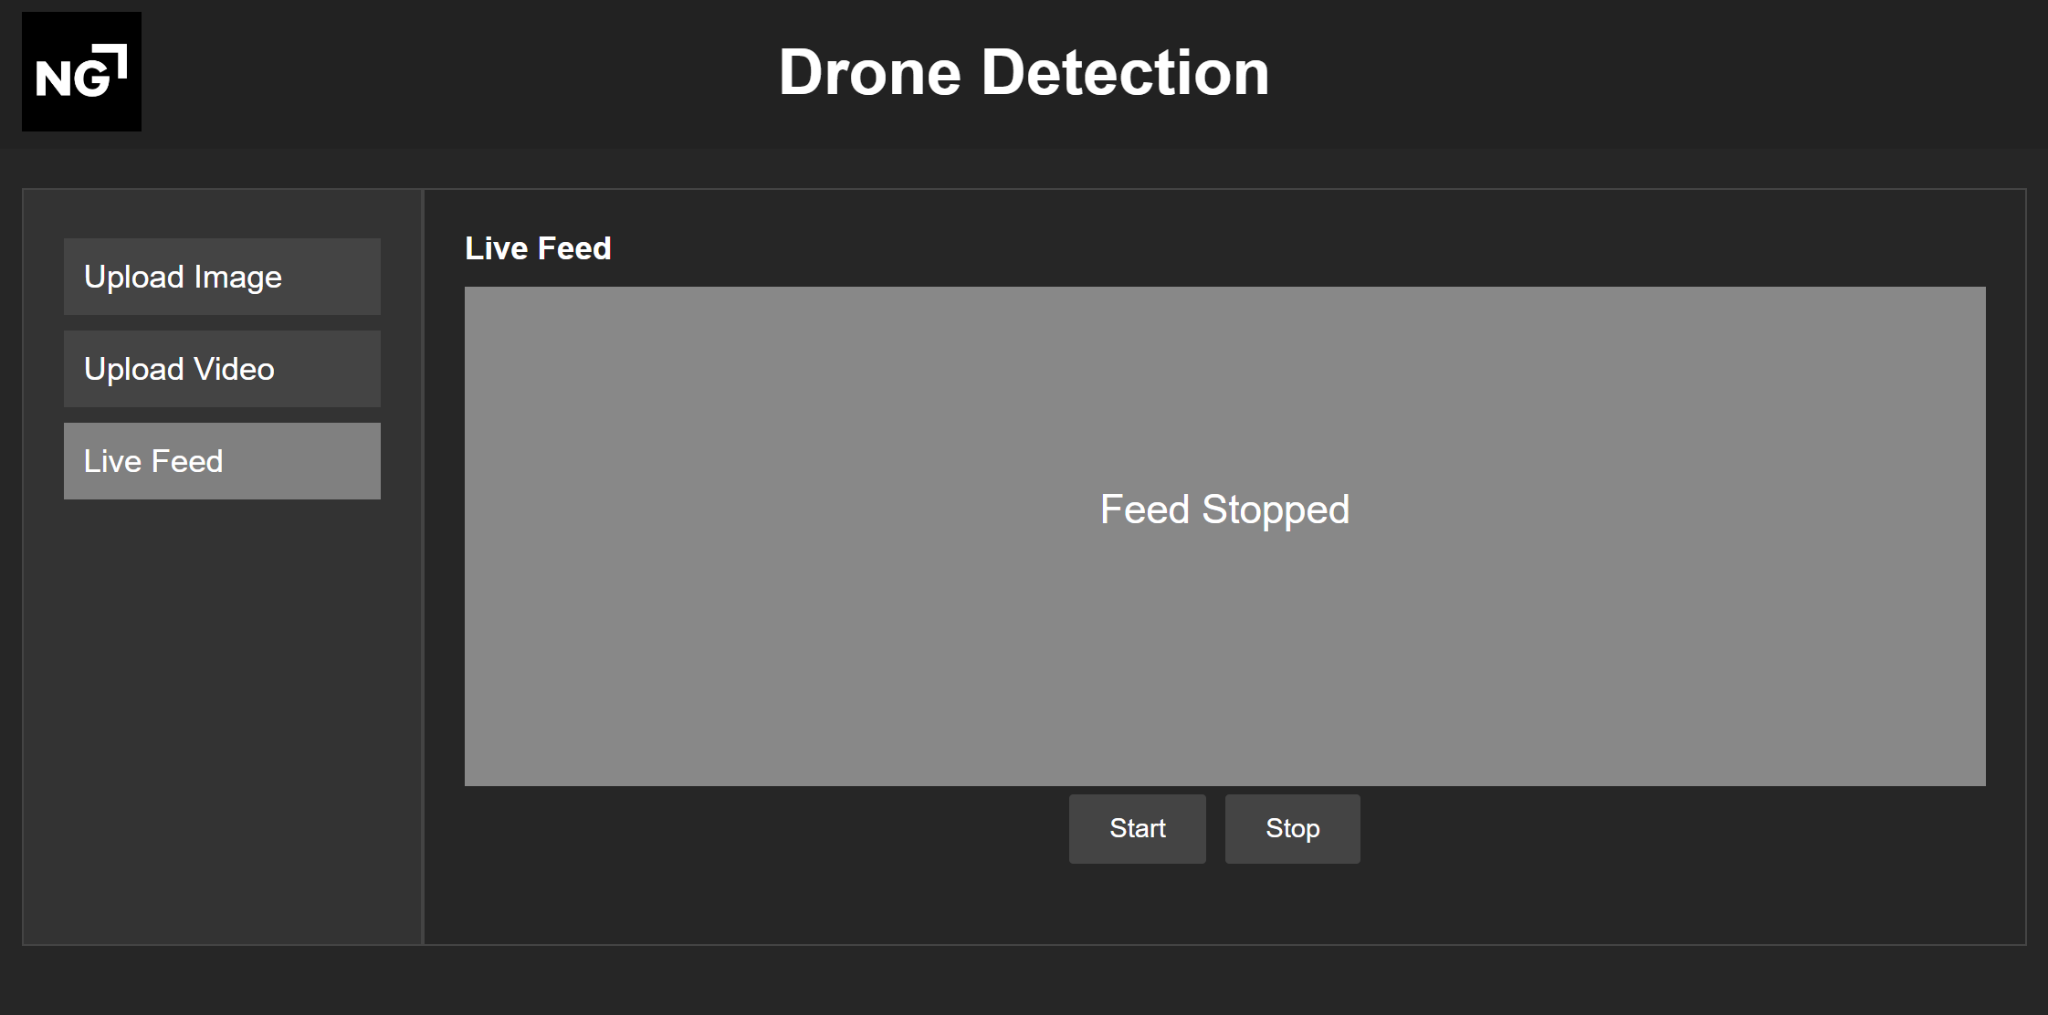 NG
Drone Detection
Upload Image
Upload Video
Live Feed
Live Feed
Feed Stopped
Start
Stop